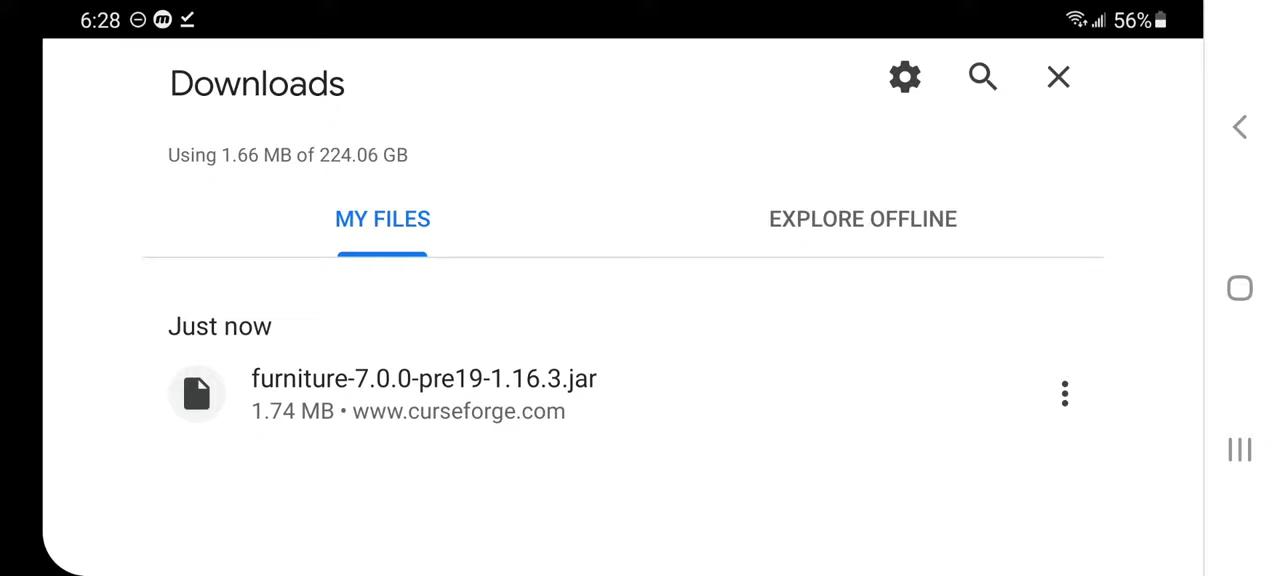 6:28 56%
Downloads
Using 1.66 MB of 224.06 GB
MY FILES EXPLORE OFFLINE
Just now
furniture-7.0.0-pre19-1.16.3.jar
1.74 MB • www.curseforge.com